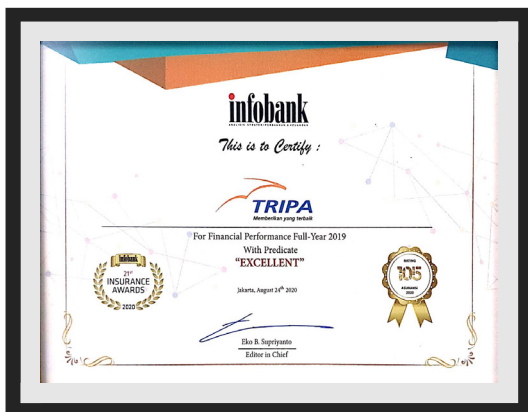 infobank
This is to Certify :
TRIPA
Memberikan yang terbaik
For Financial Performance Full-Year 2019
With Predicate
“EXCELLENT”
Infobank
21st
INSURANCE
AWARDS
2020
RATING
105
ASURANSI
2020
Jakarta, August 24th 2020
Eko B. Supriyanto
Editor in Chief